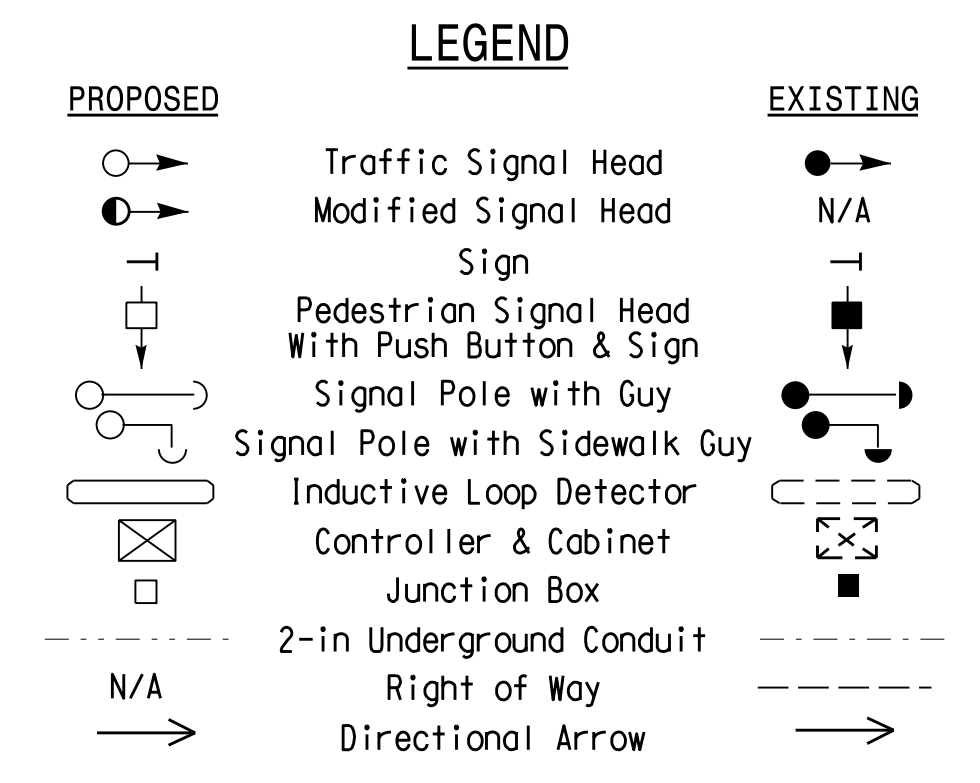 LEGEND
PROPOSED EXISTING
Traffic Signal Head
Modified Signal Head N/A
Sign
Pedestrian Signal Head
With Push Button & Sign
Signal Pole with Guy
Signal Pole with Sidewalk Guy
Inductive Loop Detector
Controller & Cabinet
Junction Box
2-in Underground Conduit
N/A Right of Way
Directional Arrow